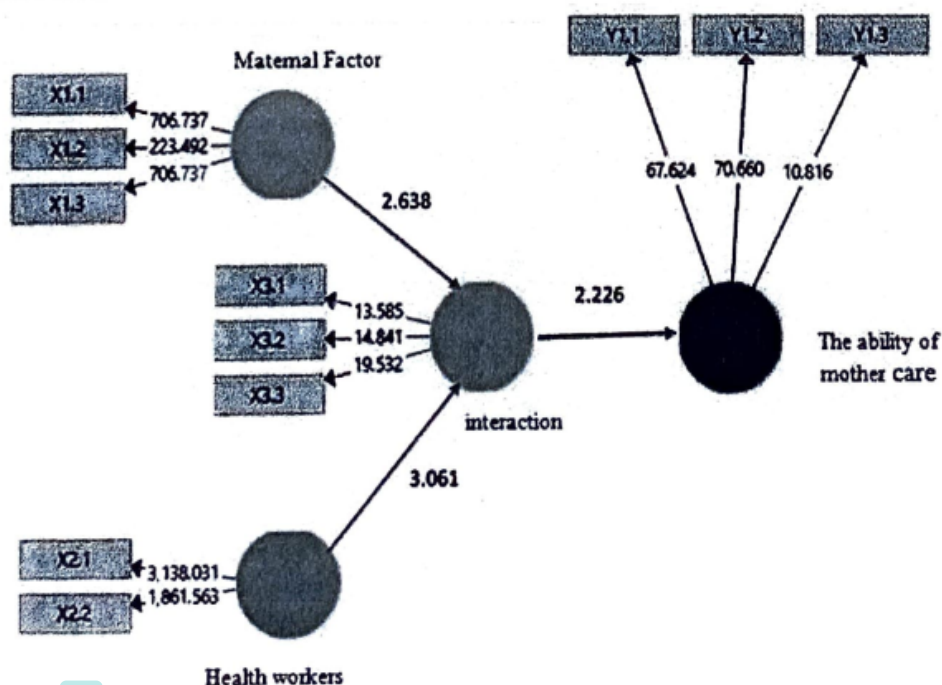 Y1.1 Y1.2 Y1.3
Maternal Factor
X1.1
706.737
X1.2
223.492
X1.3
706.737
2.638
67.624 70.660 10.816
X3.1
13.585
X3.2
14.841
X3.3
19.532
2.226
The ability of
mother care
interaction
3.061
X2.1
3,138.031
X2.2
1,861.563
Health workers